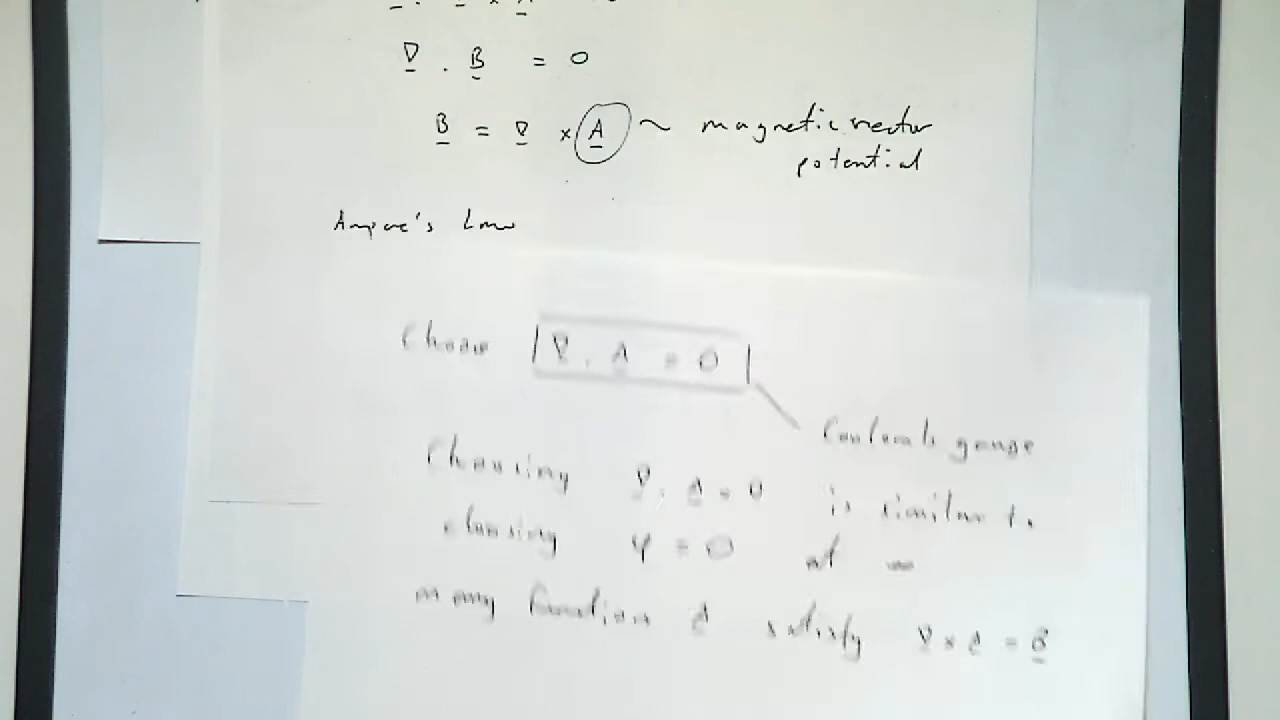 ∇ . B = 0
B = ∇ × A ~ magnetic vector
potential
Ampere's Law
Choose ∇ . A = 0
Coulomb gauge
Choosing ∇ . A = 0 is similar to
choosing φ = 0 at ∞
many functions A satisfy ∇ × A = B